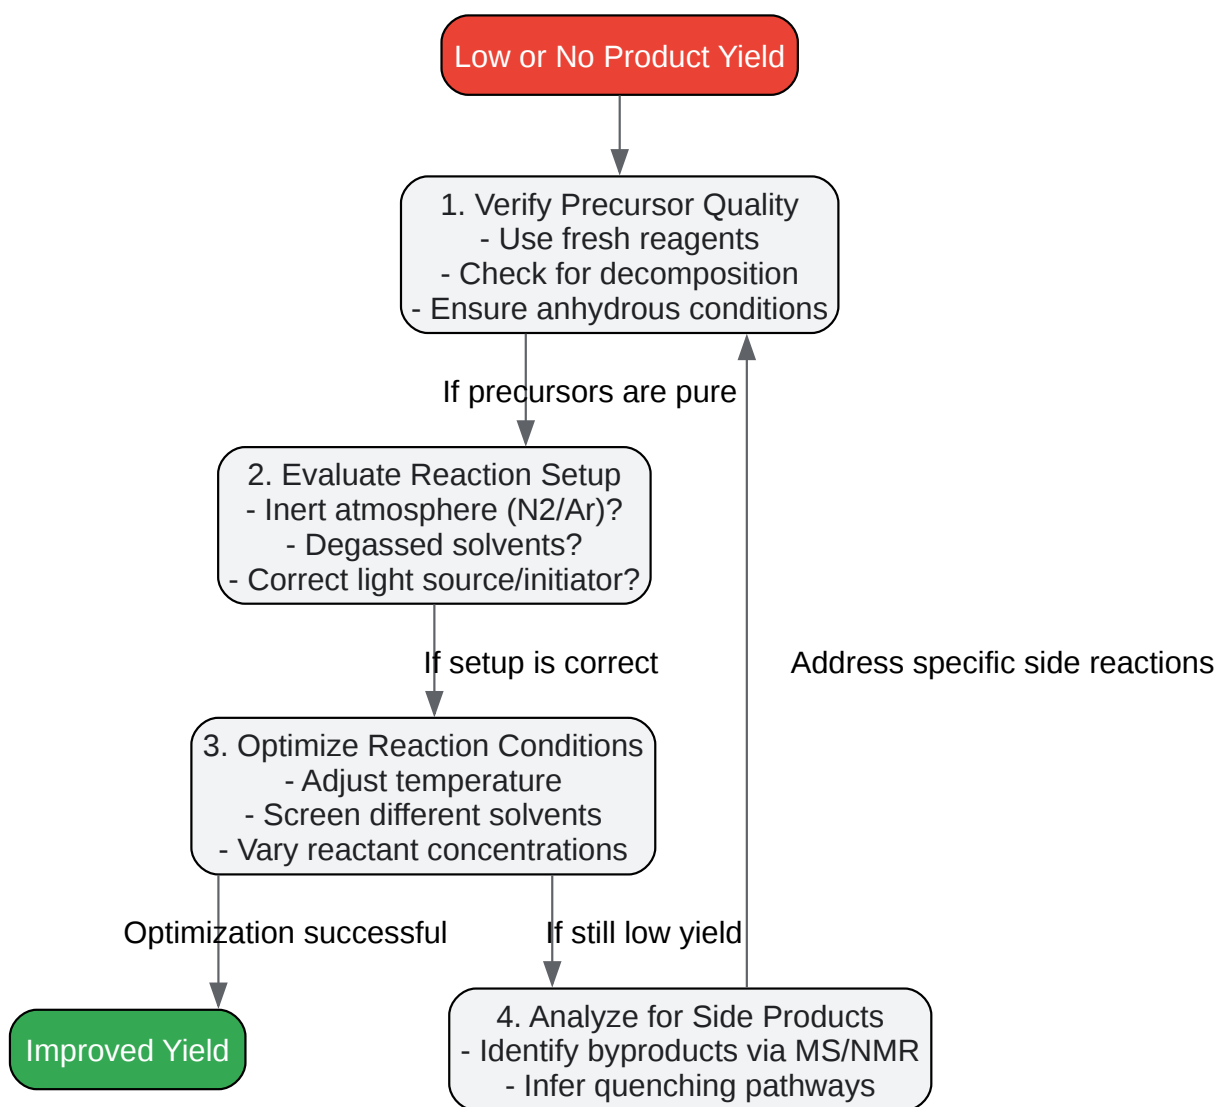 Low or No Product Yield
1. Verify Precursor Quality
- Use fresh reagents
- Check for decomposition
- Ensure anhydrous conditions
If precursors are pure
2. Evaluate Reaction Setup
- Inert atmosphere (N2/Ar)?
- Degassed solvents?
- Correct light source/initiator?
If setup is correct
Address specific side reactions
3. Optimize Reaction Conditions
- Adjust temperature
- Screen different solvents
- Vary reactant concentrations
Optimization successful
If still low yield
Improved Yield
4. Analyze for Side Products
- Identify byproducts via MS/NMR
- Infer quenching pathways